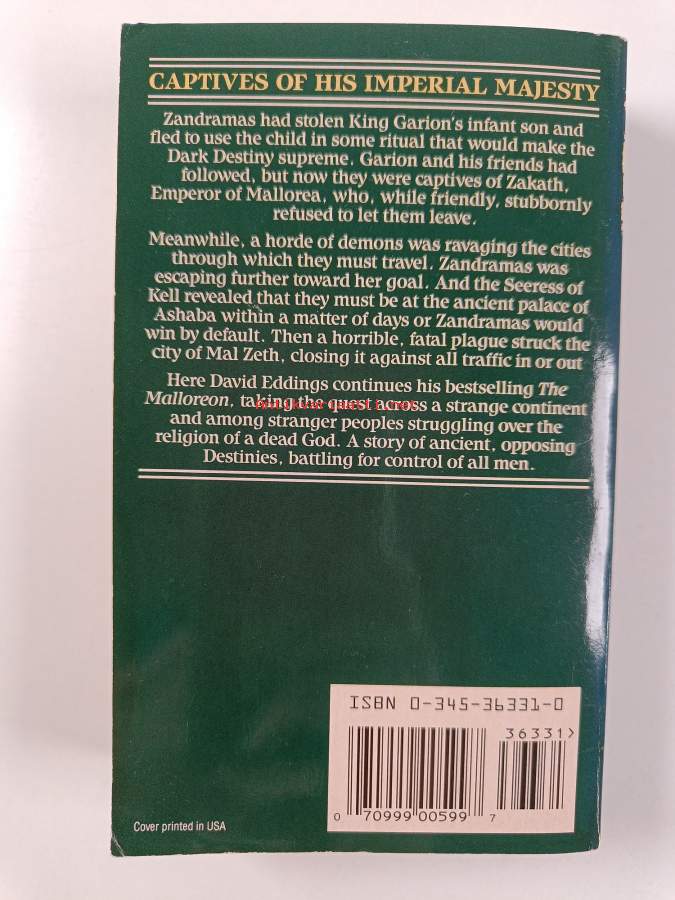 CAPTIVES OF HIS IMPERIAL MAJESTY
Zandramas had stolen King Garion's infant son and
fled to use the child in some ritual that would make the
Dark Destiny supreme. Garion and his friends had
followed, but now they were captives of Zakath,
Emperor of Mallorea, who, while friendly, stubbornly
refused to let them leave.
Meanwhile, a horde of demons was ravaging the cities
through which they must travel. Zandramas was
escaping further toward her goal. And the Seeress of
Kell revealed that they must be at the ancient palace of
Ashaba within a matter of days or Zandramas would
win by default. Then a horrible, fatal plague struck the
city of Mal Zeth, closing it against all traffic in or out
Here David Eddings continues his bestselling The
Malloreon, taking the quest across a strange continent
and among stranger peoples struggling over the
religion of a dead God. A story of ancient, opposing
Destinies, battling for control of all men.
ISBN 0-345-36331-0
36331>
0 70999 00599 7
Cover printed in USA